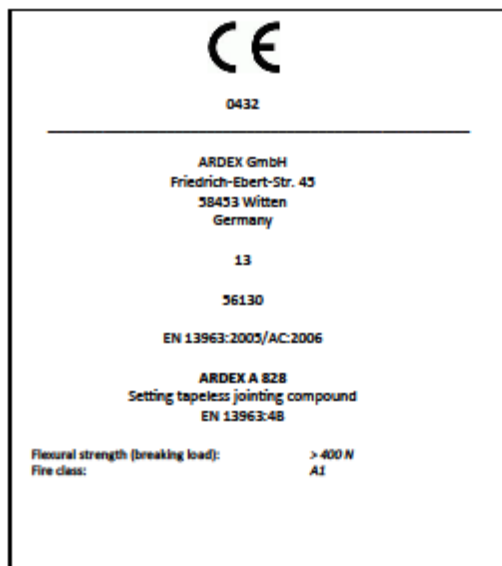 CE
0432
ARDEX GmbH
Friedrich-Ebert-Str. 45
58453 Witten
Germany
13
56130
EN 13963:2005/AC:2006
ARDEX A 828
Setting tapeless jointing compound
EN 13963:4B
Flexural strength (breaking load): > 400 N
Fire class: A1